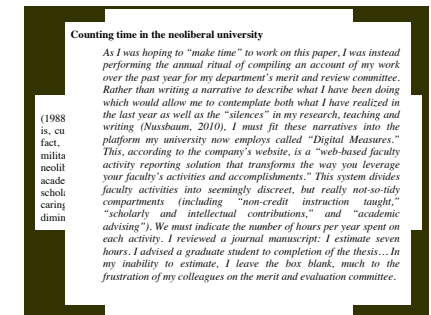 Counting time in the neoliberal university
As I was hoping to “make time” to work on this paper, I was instead
performing the annual ritual of compiling an account of my work
over the past year for my department’s merit and review committee.
Rather than writing a narrative to describe what I have been doing
which would allow me to contemplate both what I have realized in
the last year as well as the “silences” in my research, teaching and
writing (Nussbaum, 2010), I must fit these narratives into the
platform my university now employs called “Digital Measures.”
This, according to the company’s website, is a “web-based faculty
activity reporting solution that transforms the way you leverage
your faculty’s activities and accomplishments.” This system divides
faculty activities into seemingly discreet, but really not-so-tidy
compartments (including “non-credit instruction taught,”
“scholarly and intellectual contributions,” and “academic
advising”). We must indicate the number of hours per year spent on
each activity. I reviewed a journal manuscript: I estimate seven
hours. I advised a graduate student to completion of the thesis… In
my inability to estimate, I leave the box blank, much to the
frustration of my colleagues on the merit and evaluation committee.
(1988
is, cu
fact,
milita
neolib
acade
schola
caring
dimin